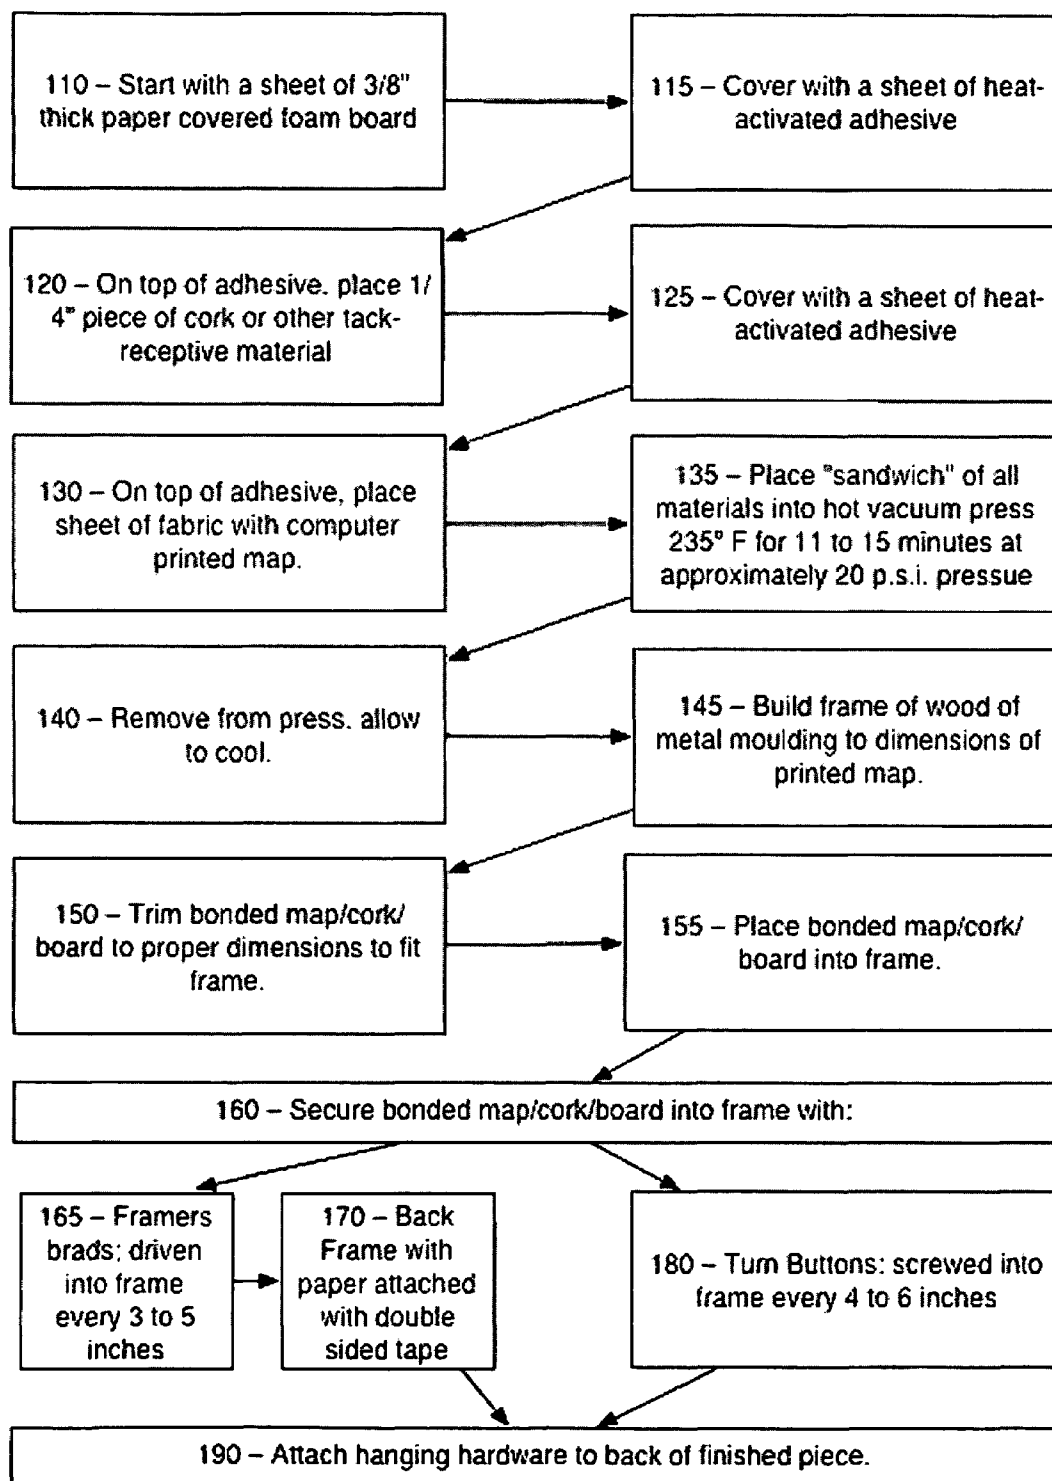 110 – Start with a sheet of 3/8"
thick paper covered foam board
115 – Cover with a sheet of heat-
activated adhesive
120 – On top of adhesive. place 1/
4" piece of cork or other tack-
receptive material
125 – Cover with a sheet of heat-
activated adhesive
130 – On top of adhesive, place
sheet of fabric with computer
printed map.
135 – Place "sandwich" of all
materials into hot vacuum press
235° F for 11 to 15 minutes at
approximately 20 p.s.i. pressue
140 – Remove from press. allow
to cool.
145 – Build frame of wood of
metal moulding to dimensions of
printed map.
150 – Trim bonded map/cork/
board to proper dimensions to fit
frame.
155 – Place bonded map/cork/
board into frame.
160 – Secure bonded map/cork/board into frame with:
165 – Framers
brads; driven
into frame
every 3 to 5
inches
170 – Back
Frame with
paper attached
with double
sided tape
180 – Turn Buttons: screwed into
frame every 4 to 6 inches
190 – Attach hanging hardware to back of finished piece.